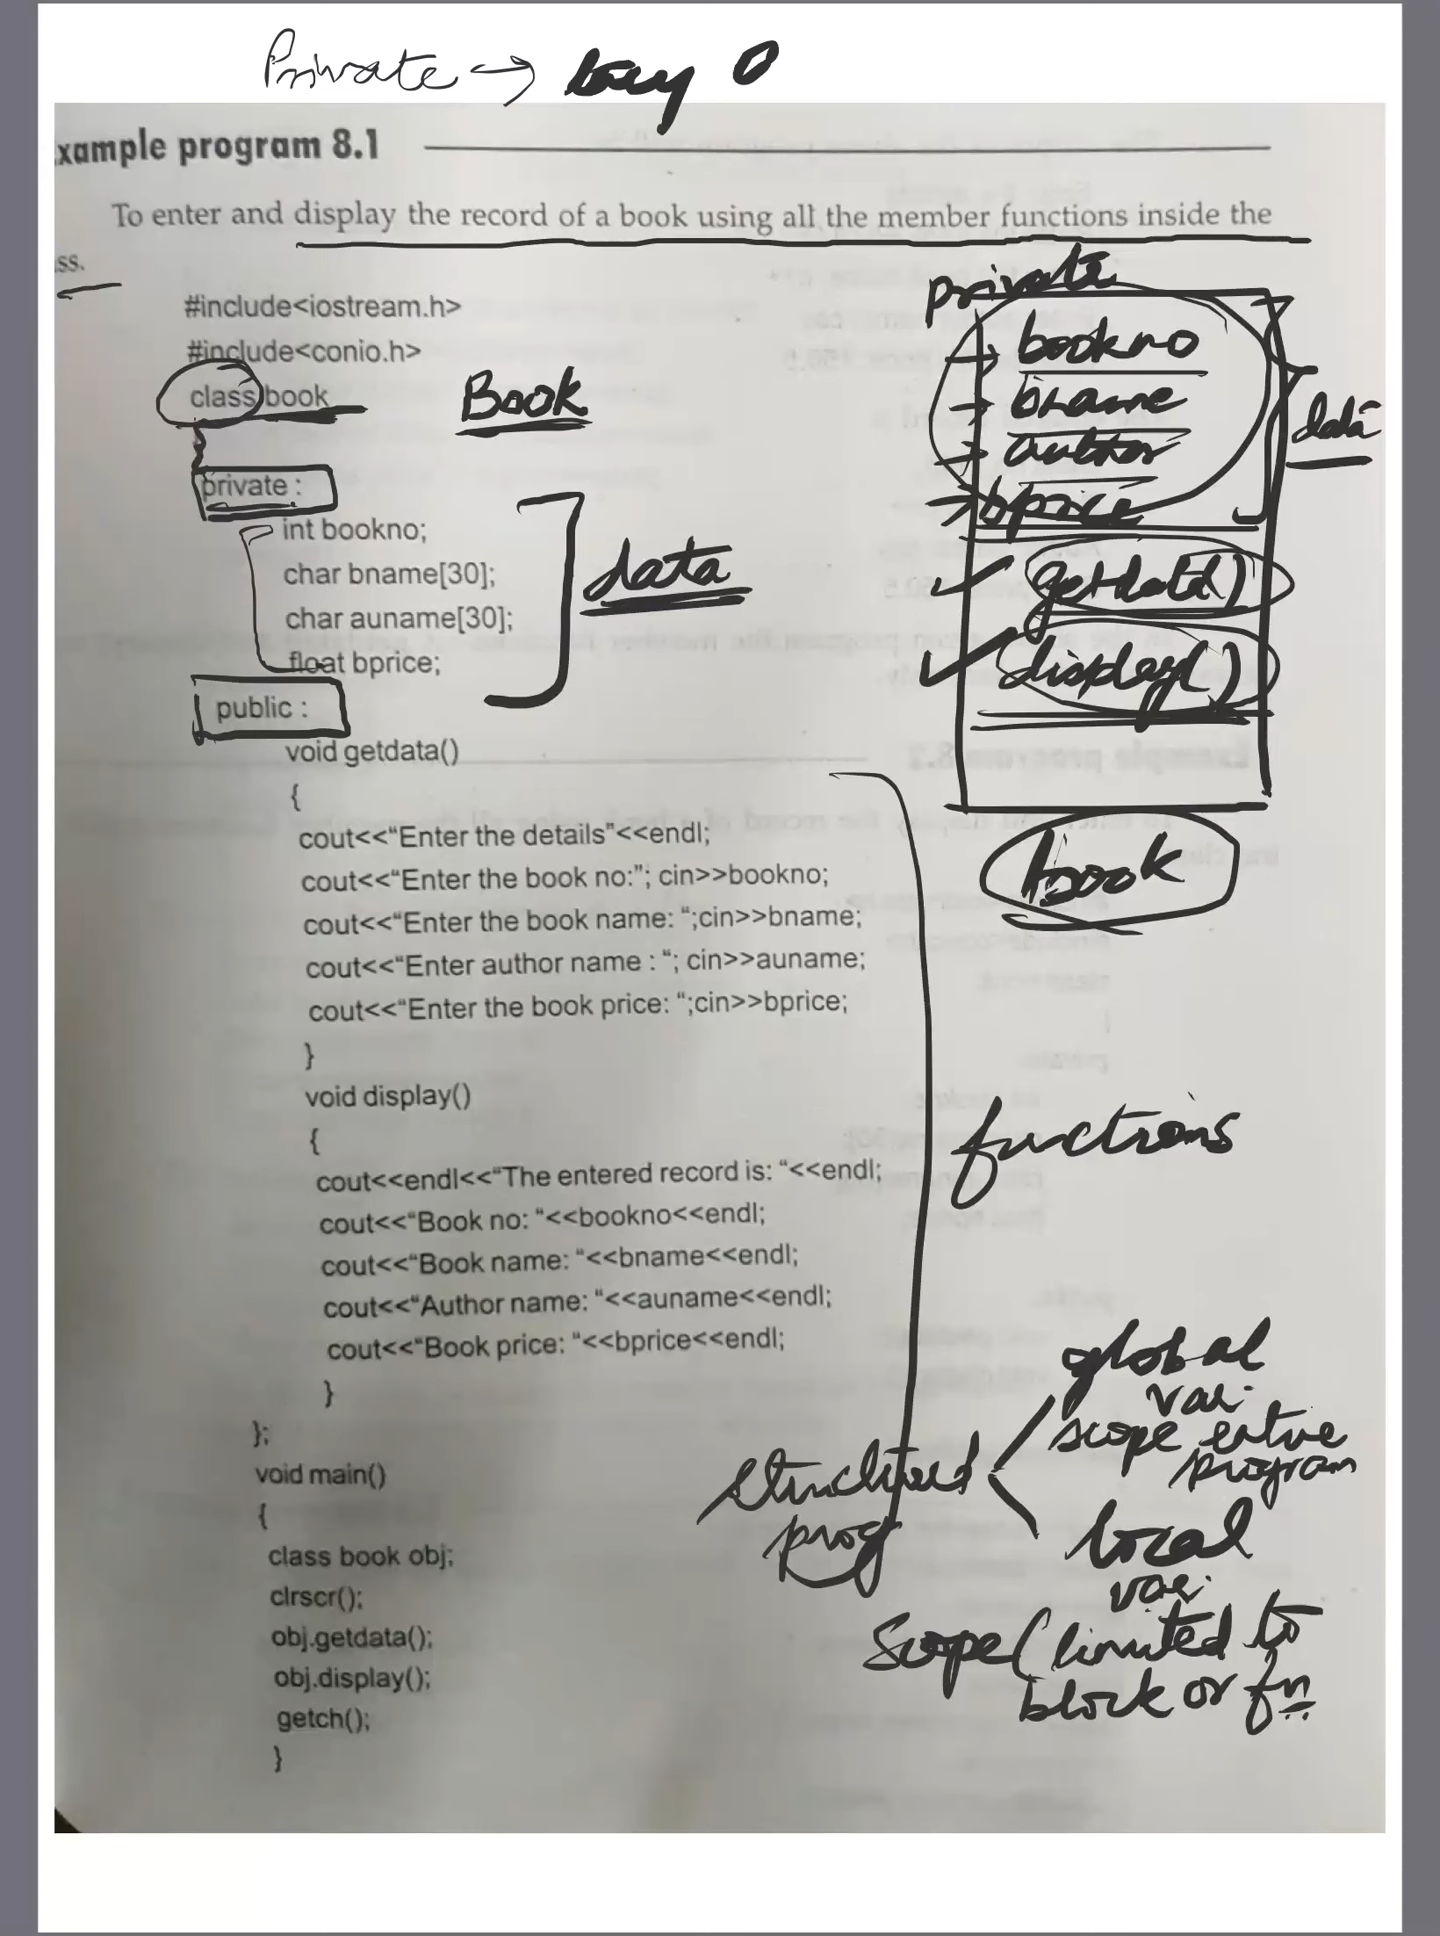 Private →
xample program 8.1
To enter and display the record of a book using all the member functions inside the
ss.
#include<iostream.h>
#include<conio.h>
class book
Book
private :
int bookno;
char bname[30];
char auname[30];
float bprice;
data
public :
void getdata()
{
cout<<“Enter the details”<<endl;
cout<<“Enter the book no:”; cin>>bookno;
cout<<“Enter the book name: “;cin>>bname;
cout<<“Enter author name : “; cin>>auname;
cout<<“Enter the book price: “;cin>>bprice;
}
void display()
{
cout<<endl<<“The entered record is: “<<endl;
cout<<“Book no: “<<bookno<<endl;
cout<<“Book name: “<<bname<<endl;
cout<<“Author name: “<<auname<<endl;
cout<<“Book price: “<<bprice<<endl;
}
};
void main()
{
class book obj;
clrscr();
obj.getdata();
obj.display();
getch();
}
private
bookno
bname
author
bprice
data
getdata()
display()
book
functions
structured
prog
global
var.
scope entire
program
local
var.
Scope (limited to
block or fn